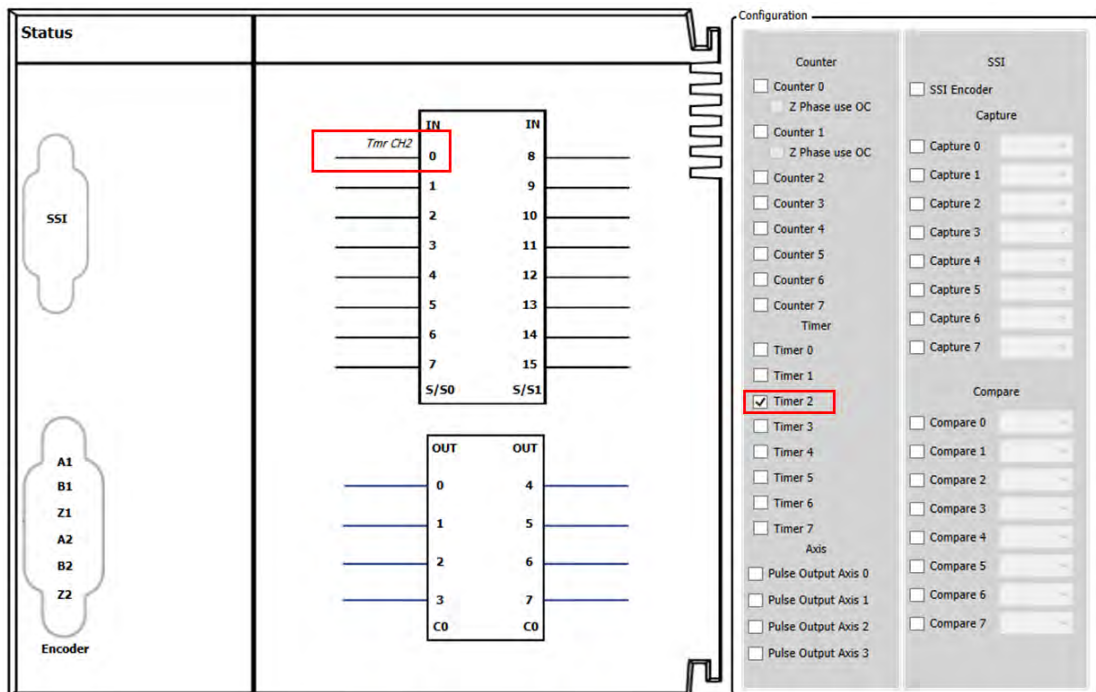 Status
SSI
A1
B1
Z1
A2
B2
Z2
Encoder
IN IN
Tmr CH2
0 8
1 9
2 10
3 11
4 12
5 13
6 14
7 15
S/S0 S/S1
OUT OUT
0 4
1 5
2 6
3 7
C0 C0
Configuration
Counter
Counter 0
Z Phase use OC
Counter 1
Z Phase use OC
Counter 2
Counter 3
Counter 4
Counter 5
Counter 6
Counter 7
Timer
Timer 0
Timer 1
Timer 2
Timer 3
Timer 4
Timer 5
Timer 6
Timer 7
Axis
Pulse Output Axis 0
Pulse Output Axis 1
Pulse Output Axis 2
Pulse Output Axis 3
SSI
SSI Encoder
Capture
Capture 0
Capture 1
Capture 2
Capture 3
Capture 4
Capture 5
Capture 6
Capture 7
Compare
Compare 0
Compare 1
Compare 2
Compare 3
Compare 4
Compare 5
Compare 6
Compare 7